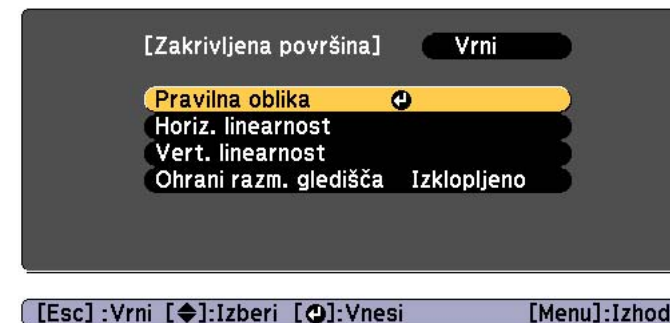 [Zakrivljena površina] Vrni
Pravilna oblika
Horiz. linearnost
Vert. linearnost
Ohrani razm. gledišča Izklopljeno
[Esc] :Vrni [◆]:Izberi [↵]:Vnesi [Menu]:Izhod